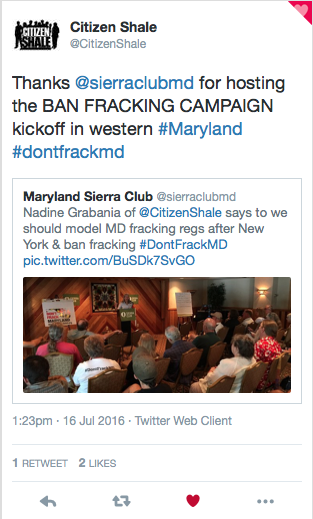 CITIZEN
SHALE
Citizen Shale
@CitizenShale
Thanks @sierraclubmd for hosting
the BAN FRACKING CAMPAIGN
kickoff in western #Maryland
#dontfrackmd
Maryland Sierra Club @sierraclubmd
Nadine Grabania of @CitizenShale says to we
should model MD fracking regs after New
York & ban fracking #DontFrackMD
pic.twitter.com/BuSDk7SvGO
#DontFrackMD
1:23pm · 16 Jul 2016 · Twitter Web Client
1 RETWEET 2 LIKES